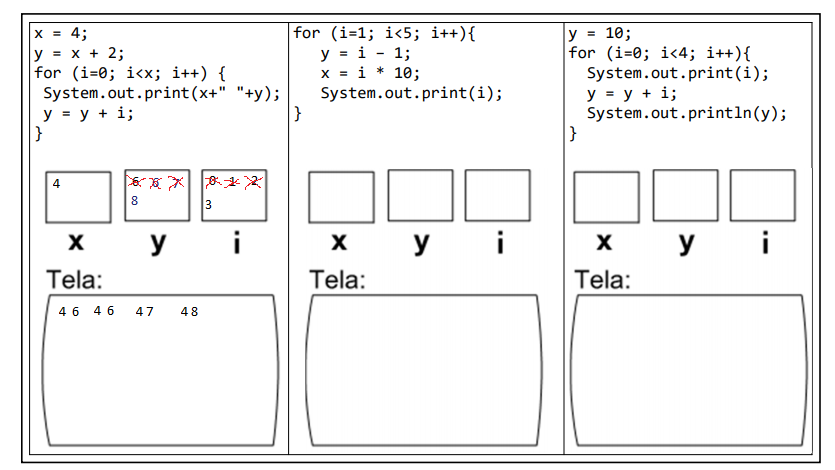 x = 4;
y = x + 2;
for (i=0; i<x; i++) {
System.out.print(x+" "+y);
y = y + i;
}
4
6 6 7
8
0 1 2
3
x y i
Tela:
4 6 4 6 4 7 4 8
for (i=1; i<5; i++){
y = i - 1;
x = i * 10;
System.out.print(i);
}
x y i
Tela:
y = 10;
for (i=0; i<4; i++){
System.out.print(i);
y = y + i;
System.out.println(y);
}
x y i
Tela: